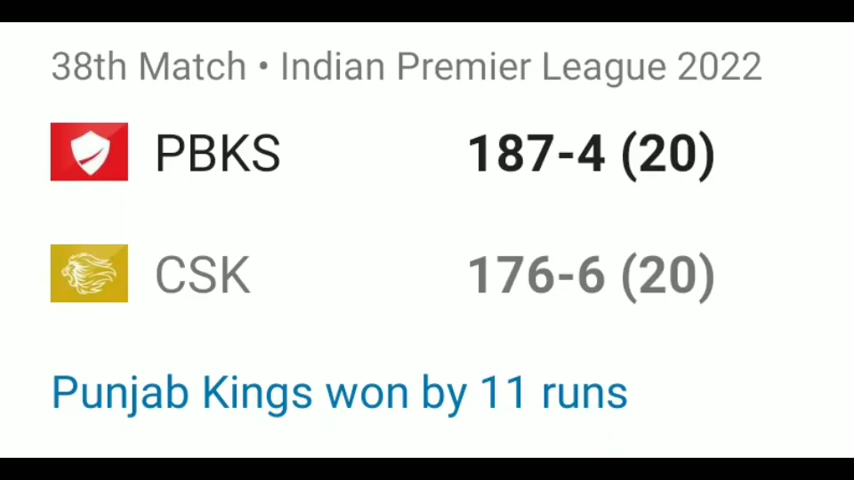 38th Match • Indian Premier League 2022
PBKS 187-4 (20)
CSK 176-6 (20)
Punjab Kings won by 11 runs